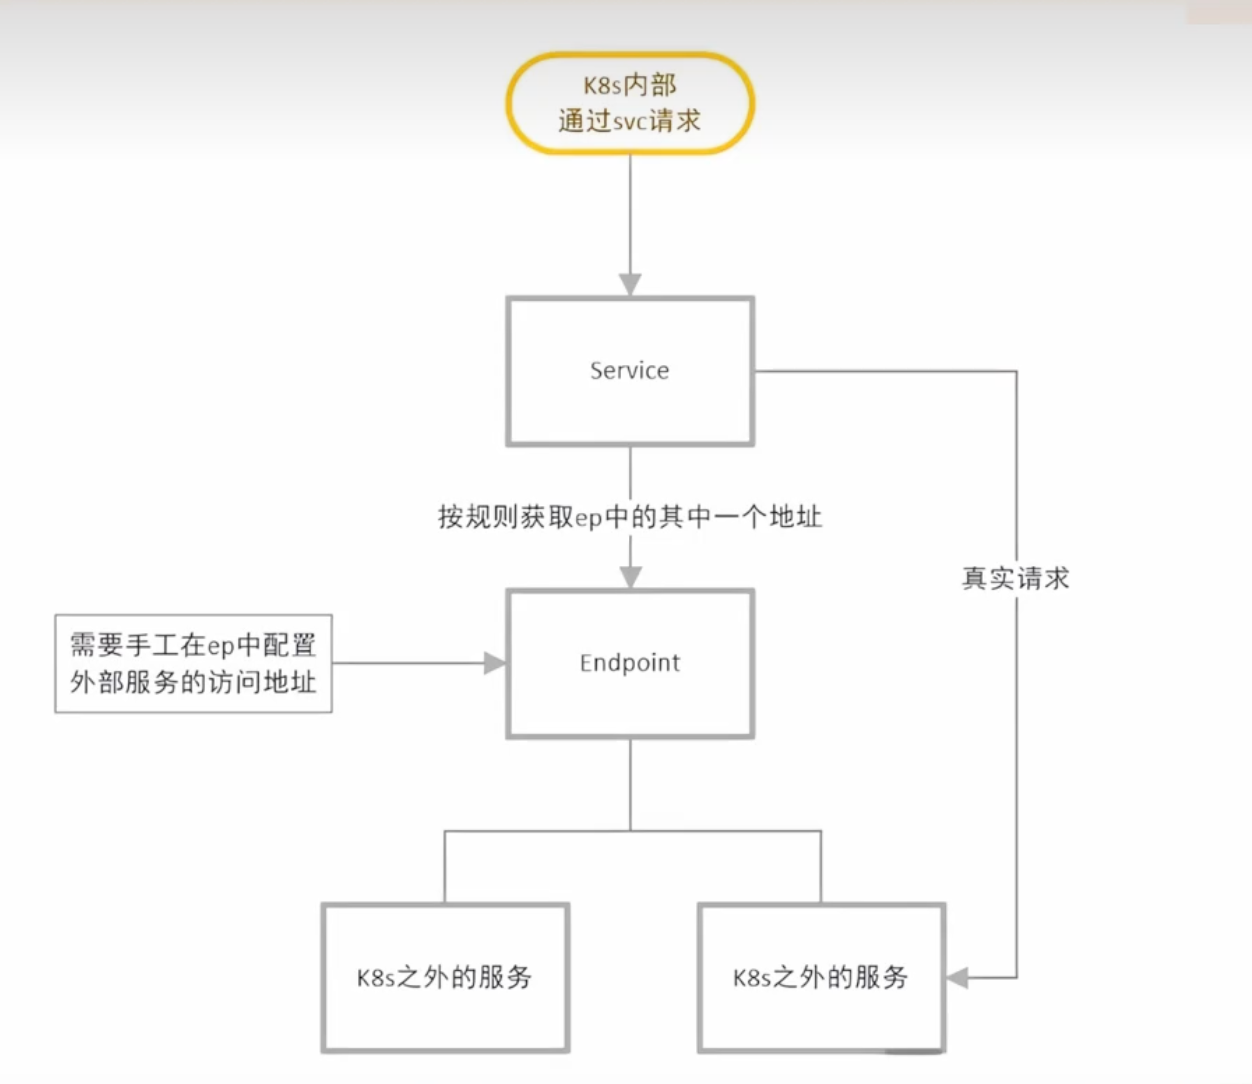 K8s内部
通过svc请求
Service
按规则获取ep中的其中一个地址
真实请求
需要手工在ep中配置
外部服务的访问地址
Endpoint
K8s之外的服务
K8s之外的服务